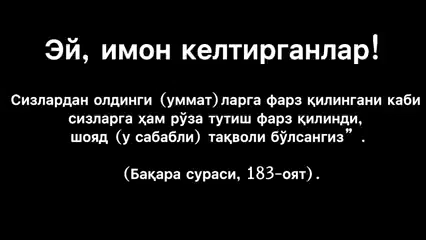 Эй, имон келтирганлар!
Сизлардан олдинги (уммат)ларга фарз қилингани каби
сизларга ҳам рўза тутиш фарз қилинди,
шояд (у сабабли) тақволи бўлсангиз” .
(Бақара сураси, 183-оят).